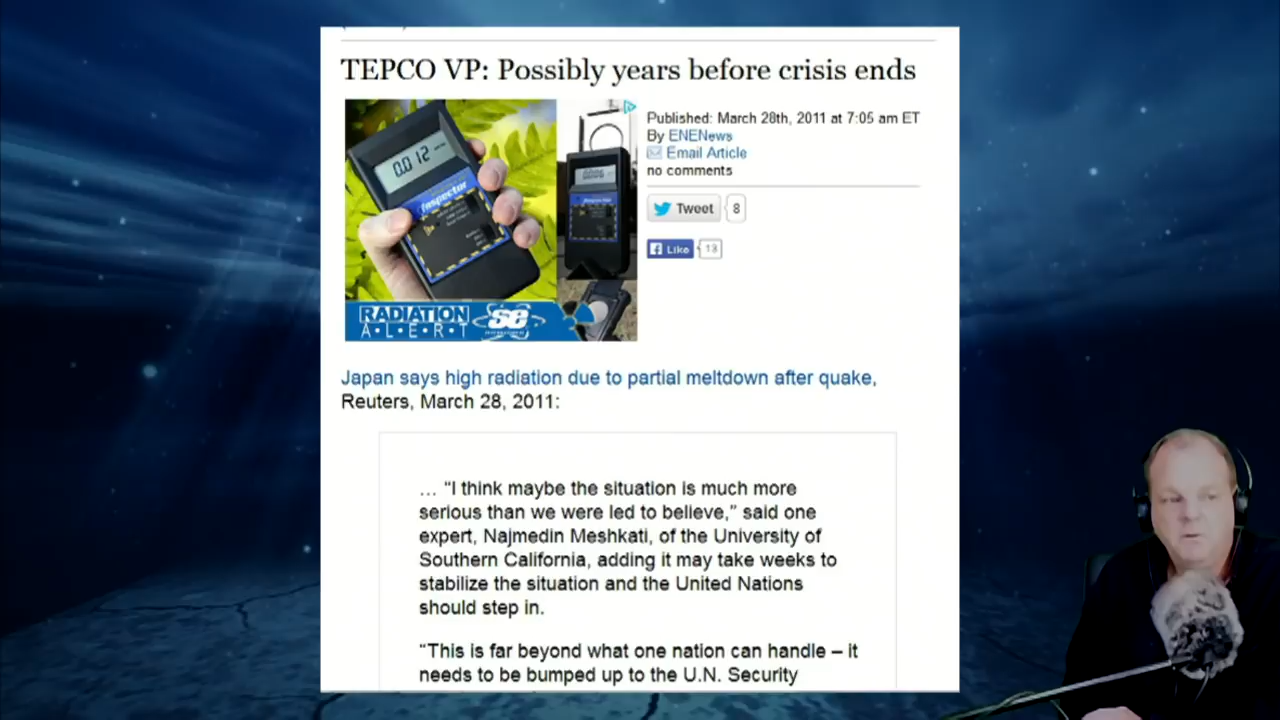 TEPCO VP: Possibly years before crisis ends
0.012
Inspector
RADIATION
A•L•E•R•T
se
Published: March 28th, 2011 at 7:05 am ET
By ENENews
Email Article
no comments
Tweet 8
Like 13
Japan says high radiation due to partial meltdown after quake,
Reuters, March 28, 2011:
… “I think maybe the situation is much more
serious than we were led to believe,” said one
expert, Najmedin Meshkati, of the University of
Southern California, adding it may take weeks to
stabilize the situation and the United Nations
should step in.
“This is far beyond what one nation can handle – it
needs to be bumped up to the U.N. Security